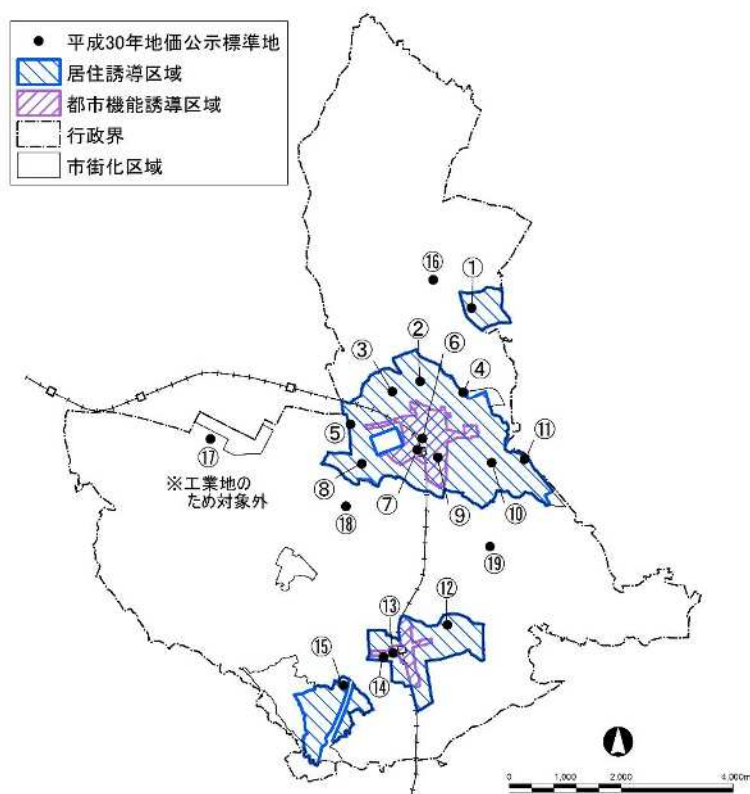 平成30年地価公示標準地
居住誘導区域
都市機能誘導区域
行政界
市街化区域
⑯
①
②
⑥
③
④
⑤
⑪
⑰
※工業地の
ため対象外
⑧
⑦
⑨
⑩
⑱
⑲
⑫
⑬
⑭
⑮
0 1,000 2,000 4,000m